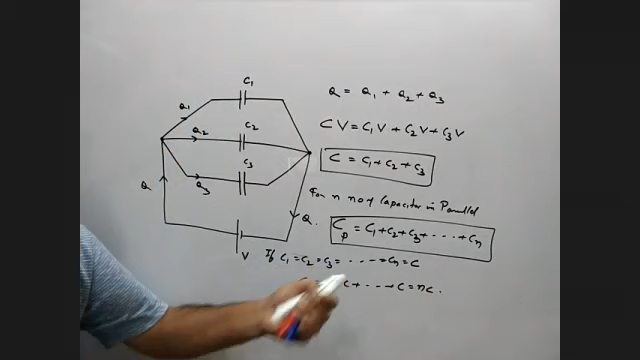 C1
Q1
C2
Q2
C3
Q3
Q
Q.
V
Q = Q1 + Q2 + Q3
CV = C1V + C2V + C3V
C = C1 + C2 + C3
For n no of Capacitor in Parallel
Cp = C1 + C2 + C3 + ..... + Cn
If C1 = C2 = C3 = ..... = Cn = C
C + ... + C = nC.